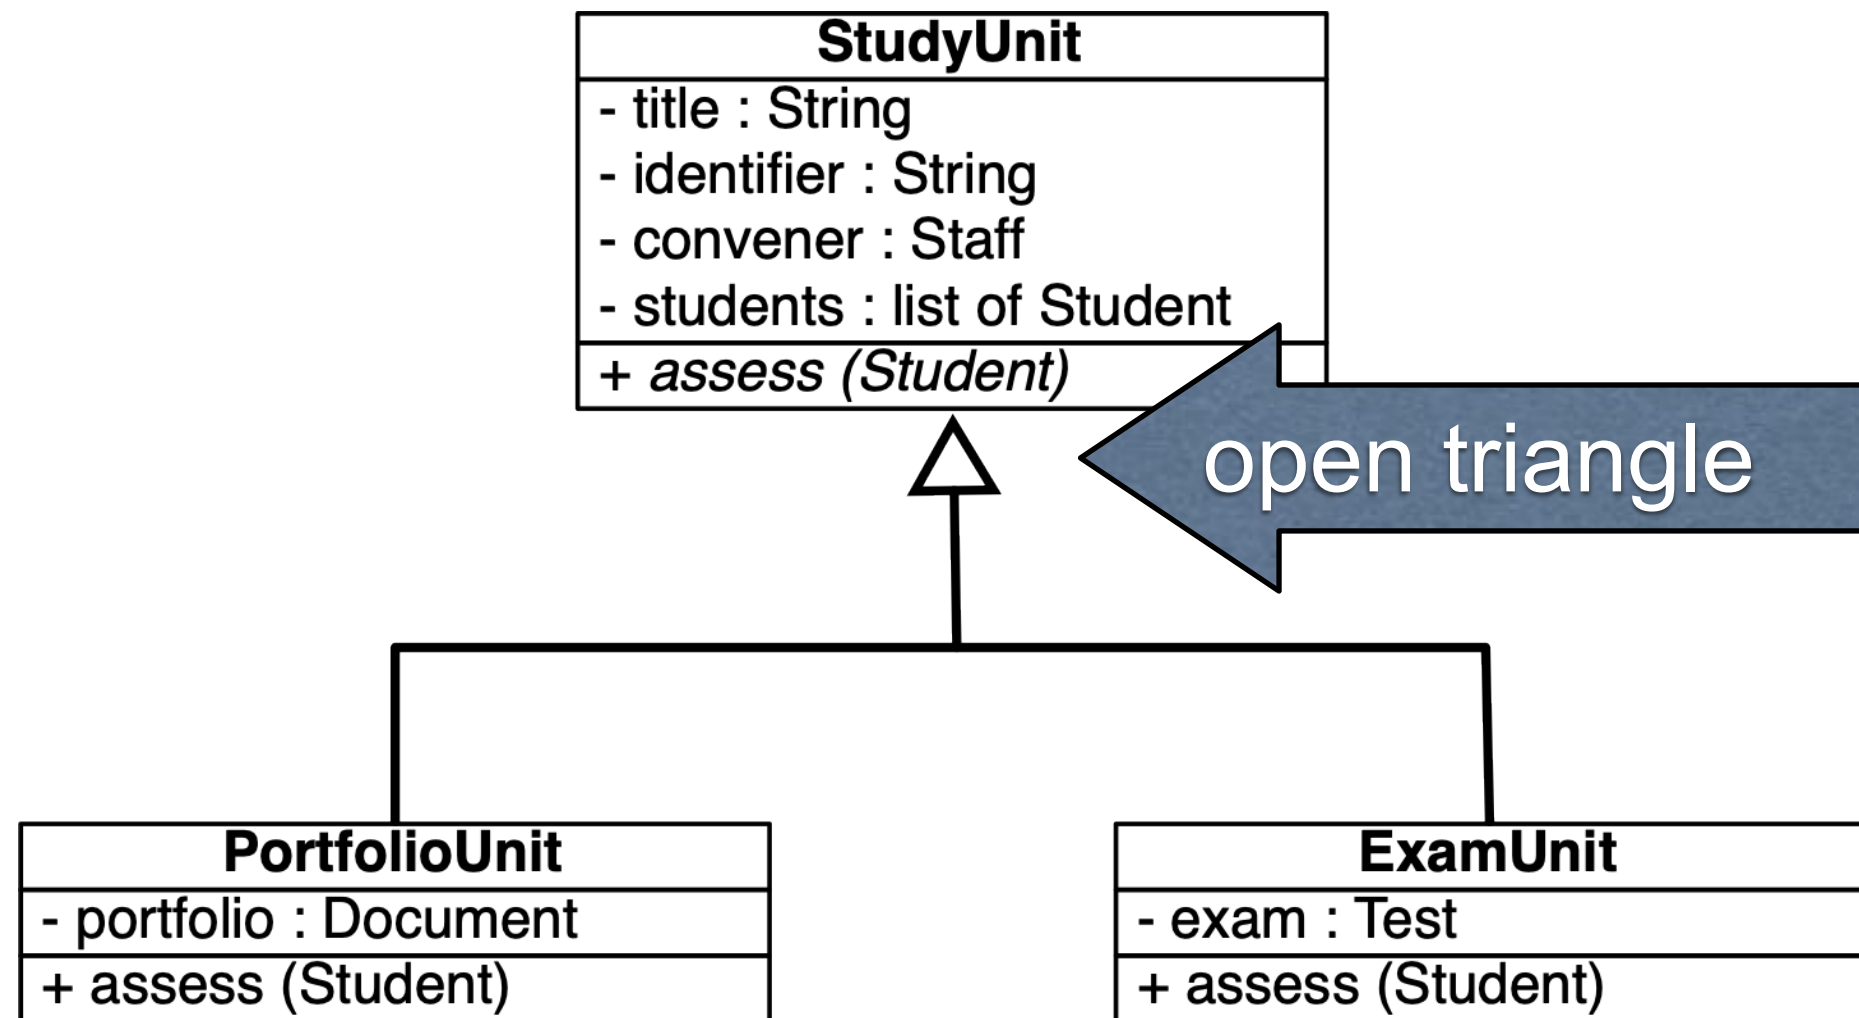 StudyUnit
- title : String
- identifier : String
- convener : Staff
- students : list of Student
+ assess (Student)
open triangle
PortfolioUnit
- portfolio : Document
+ assess (Student)
ExamUnit
- exam : Test
+ assess (Student)